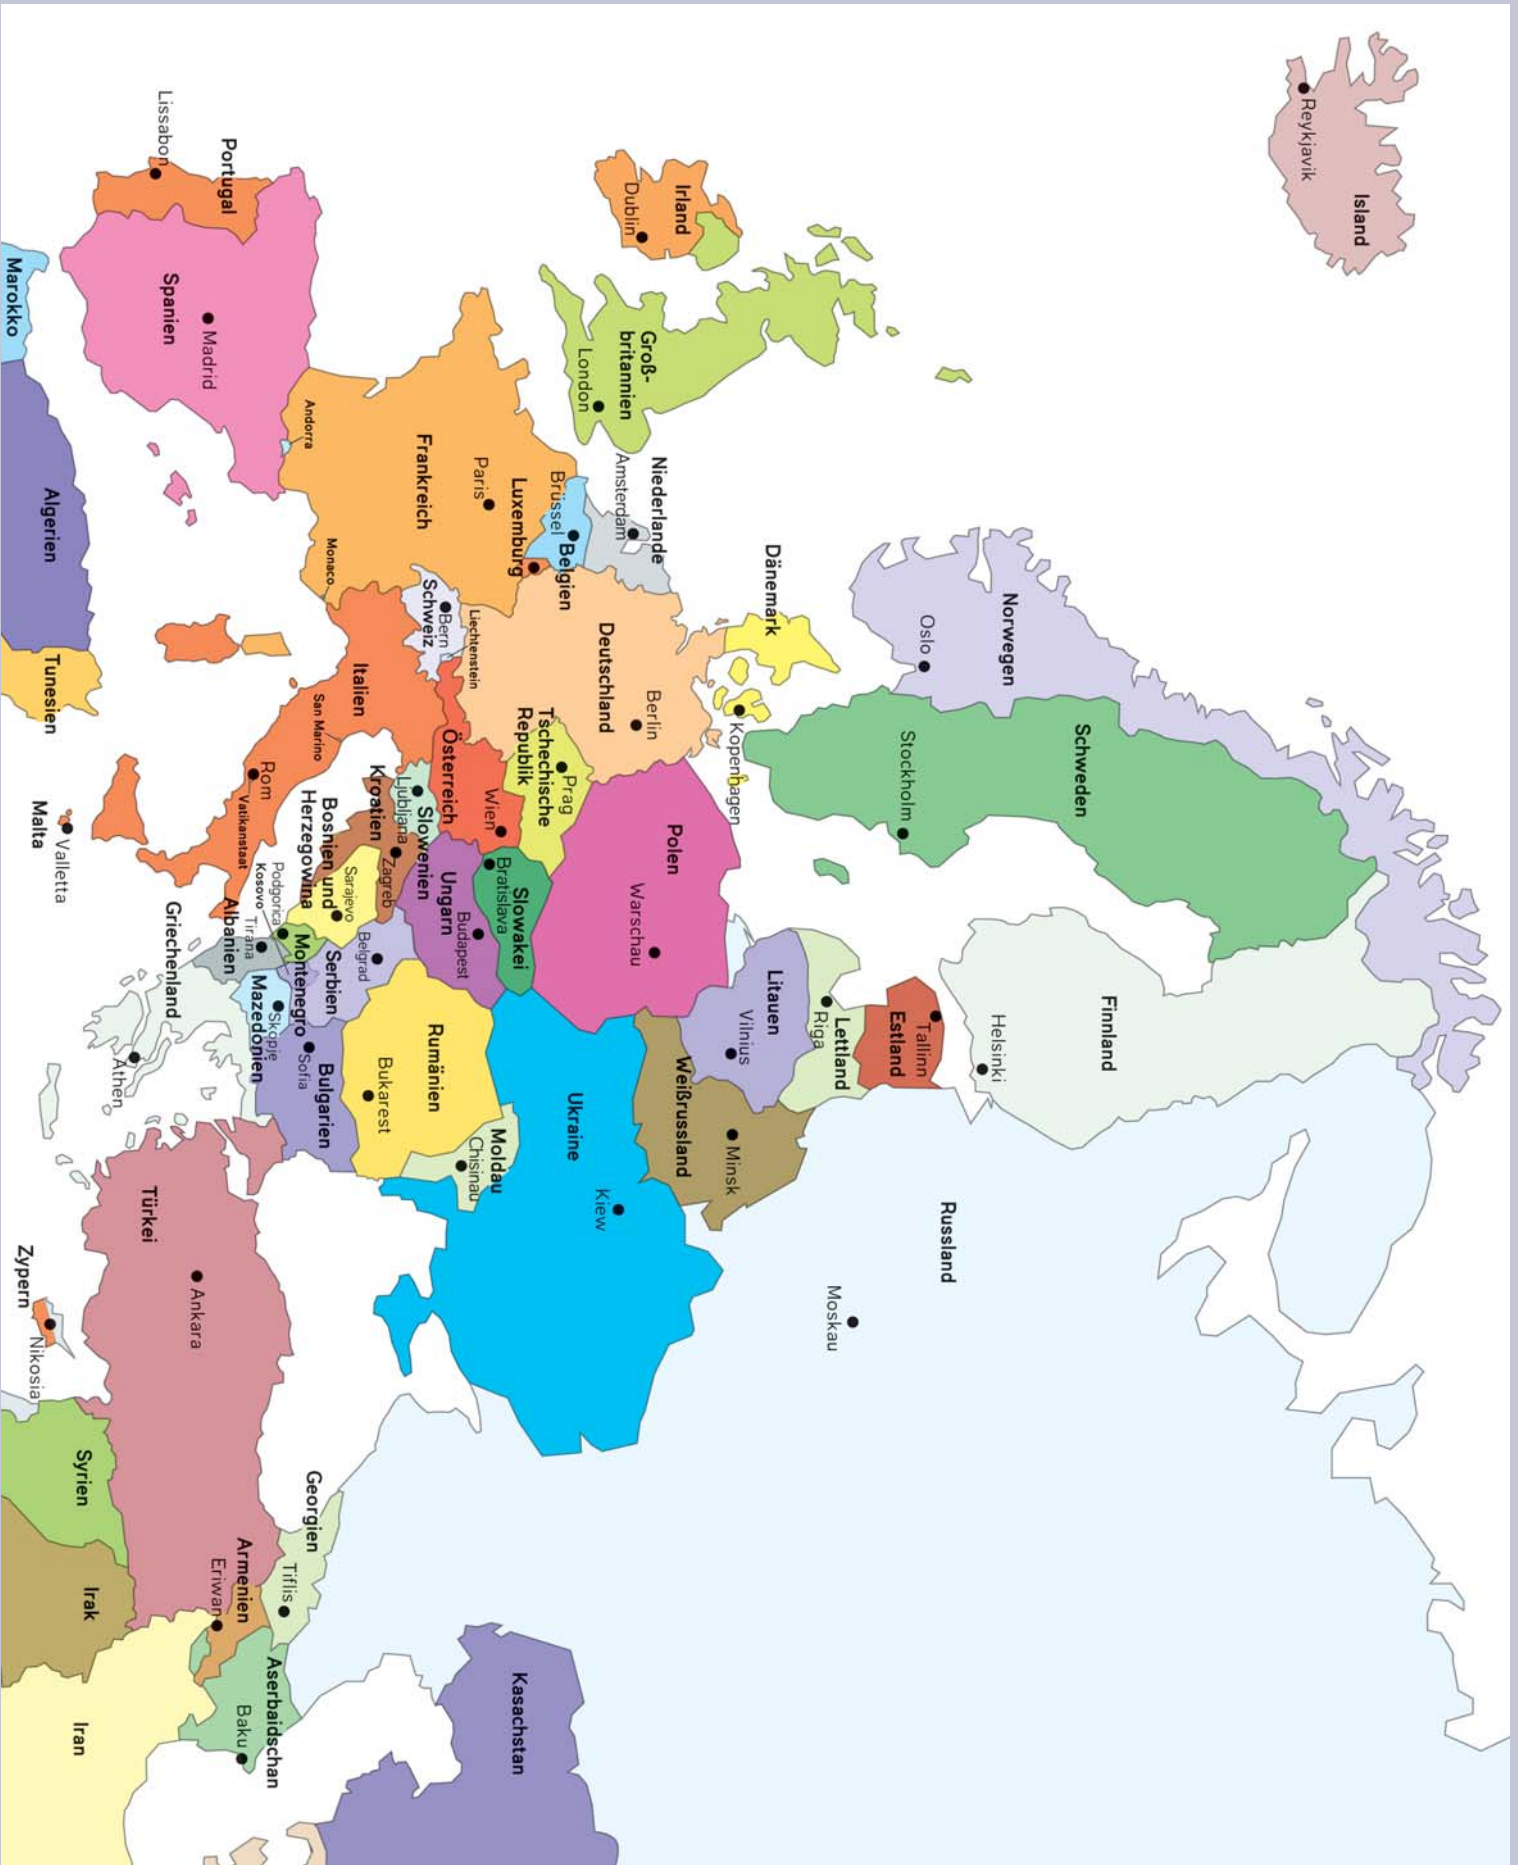 Island
Reykjavik
Norwegen
Oslo
Schweden
Stockholm
Finnland
Helsinki
Russland
Moskau
Estland
Tallinn
Lettland
Riga
Litauen
Vilnius
Dänemark
Kopenhagen
Irland
Dublin
Groß-
britannien
London
Niederlande
Amsterdam
Belgien
Brüssel
Luxemburg
Deutschland
Berlin
Polen
Warschau
Weißrussland
Minsk
Ukraine
Kiew
Tschechische
Republik
Prag
Slowakei
Bratislava
Frankreich
Paris
Schweiz
Bern
Liechtenstein
Österreich
Wien
Ungarn
Budapest
Moldau
Chisinau
Rumänien
Bukarest
Slowenien
Ljubljana
Kroatien
Zagreb
Bosnien und
Herzegowina
Sarajevo
Serbien
Belgrad
Montenegro
Podgorica
Kosovo
Bulgarien
Sofia
Mazedonien
Skopje
Albanien
Tirana
Griechenland
Athen
Italien
San Marino
Rom
Vatikanstaat
Monaco
Andorra
Spanien
Madrid
Portugal
Lissabon
Malta
Valletta
Marokko
Algerien
Tunesien
Türkei
Ankara
Zypern
Nikosia
Syrien
Irak
Iran
Georgien
Tiflis
Armenien
Eriwan
Aserbaidschan
Baku
Kasachstan